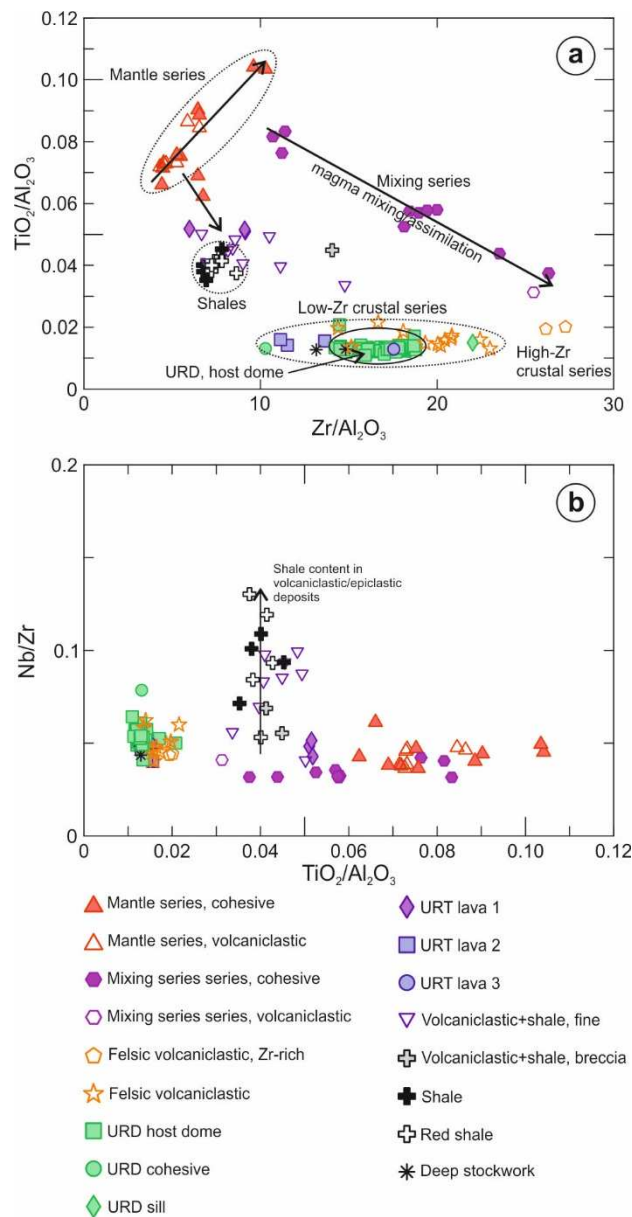 0.12
0.10
0.08
0.06
0.04
0.02
0
TiO2/Al2O3
a
Mantle series
Mixing series
magma mixing/assimilation
Shales
Low-Zr crustal series
URD, host dome
High-Zr
crustal series
0
10
20
30
Zr/Al2O3
0.2
0.1
0
Nb/Zr
b
Shale content in
volcaniclastic/epiclastic
deposits
0
0.02
0.04
0.06
0.08
0.10
0.12
TiO2/Al2O3
Mantle series, cohesive
Mantle series, volcaniclastic
Mixing series series, cohesive
Mixing series series, volcaniclastic
Felsic volcaniclastic, Zr-rich
Felsic volcaniclastic
URD host dome
URD cohesive
URD sill
URT lava 1
URT lava 2
URT lava 3
Volcaniclastic+shale, fine
Volcaniclastic+shale, breccia
Shale
Red shale
Deep stockwork